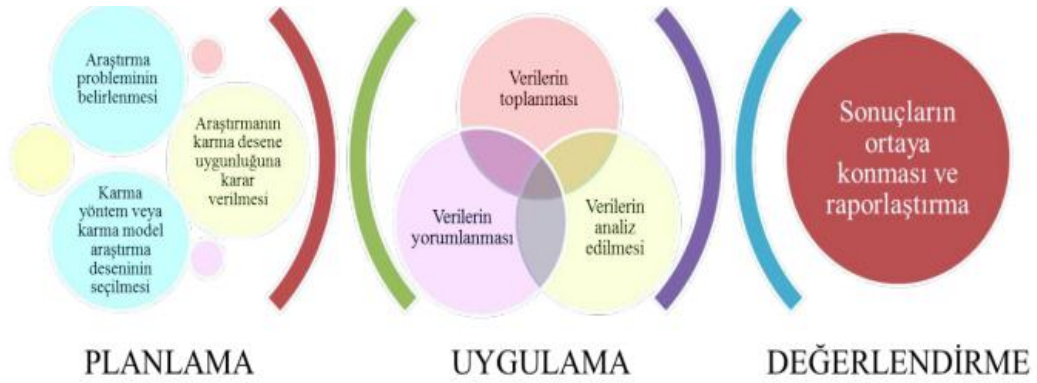 Araştırma
probleminin
belirlenmesi
Araştırmanın
karma desene
uygunluğuna
karar
verilmesi
Karma
yöntem veya
karma model
araştırma
deseninin
seçilmesi
PLANLAMA
Verilerin
toplanması
Verilerin
yorumlanması
Verilerin
analiz
edilmesi
UYGULAMA
Sonuçların
ortaya
konması ve
raporlaştırma
DEĞERLENDİRME